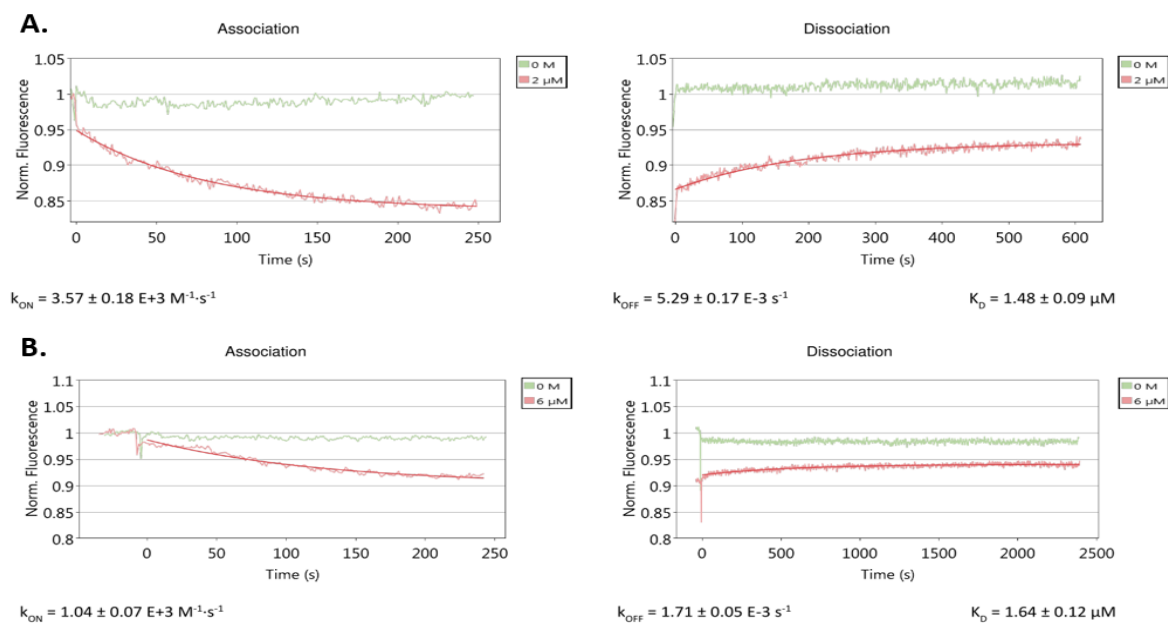 A.
Association
Dissociation
1.05
1
0.95
0.9
0.85
Norm. Fluorescence
0 50 100 150 200 250
Time (s)
0 M
2 µM
1.05
1
0.95
0.9
0.85
Norm. Fluorescence
0 100 200 300 400 500 600
Time (s)
0 M
2 µM
kON = 3.57 ± 0.18 E+3 M⁻¹·s⁻¹
kOFF = 5.29 ± 0.17 E-3 s⁻¹
KD = 1.48 ± 0.09 µM
B.
Association
Dissociation
1.1
1.05
1
0.95
0.9
0.85
0.8
Norm. Fluorescence
0 50 100 150 200 250
Time (s)
0 M
6 µM
1.1
1.05
1
0.95
0.9
0.85
0.8
Norm. Fluorescence
0 500 1000 1500 2000 2500
Time (s)
0 M
6 µM
kON = 1.04 ± 0.07 E+3 M⁻¹·s⁻¹
kOFF = 1.71 ± 0.05 E-3 s⁻¹
KD = 1.64 ± 0.12 µM